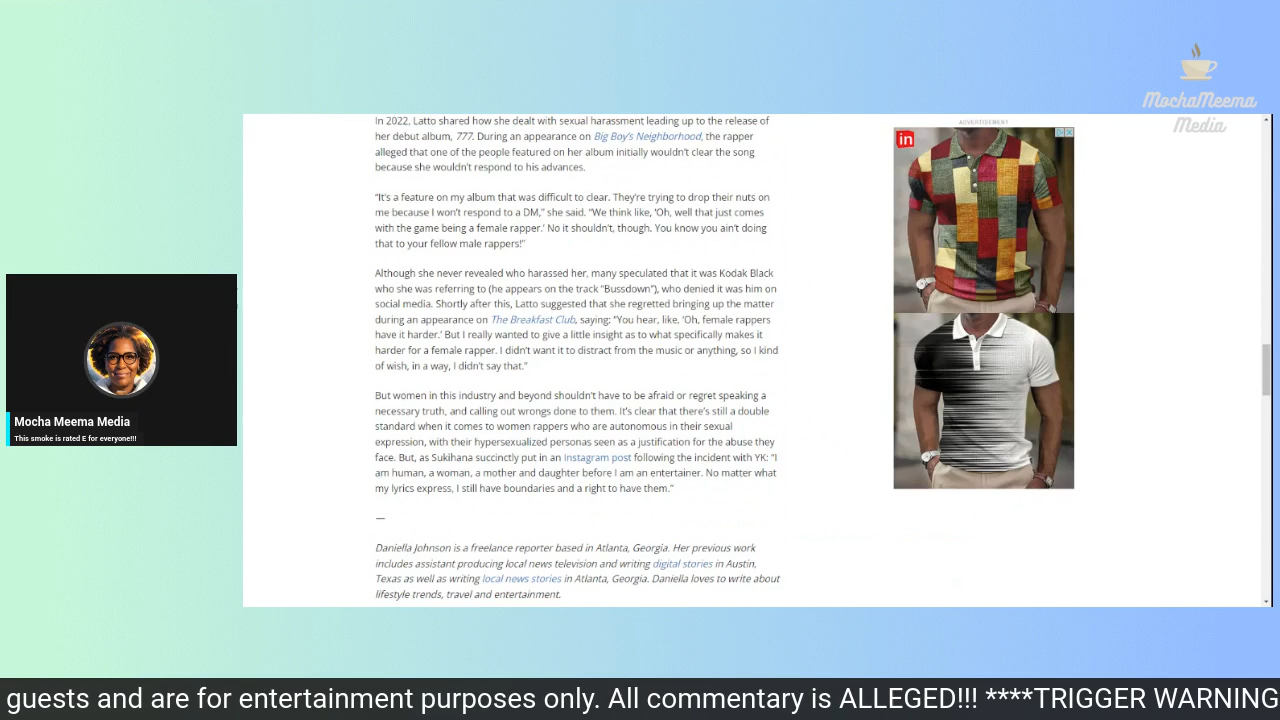 MochaMeema
Media
ADVERTISEMENT
in
In 2022, Latto shared how she dealt with sexual harassment leading up to the release of
her debut album, 777. During an appearance on Big Boy's Neighborhood, the rapper
alleged that one of the people featured on her album initially wouldn't clear the song
because she wouldn't respond to his advances.
"It's a feature on my album that was difficult to clear. They're trying to drop their nuts on
me because I won't respond to a DM," she said. "We think like, 'Oh, well that just comes
with the game being a female rapper.' No it shouldn't, though. You know you ain't doing
that to your fellow male rappers!"
Although she never revealed who harassed her, many speculated that it was Kodak Black
who she was referring to (he appears on the track "Bussdown"), who denied it was him on
social media. Shortly after this, Latto suggested that she regretted bringing up the matter
during an appearance on The Breakfast Club, saying: "You hear, like, 'Oh, female rappers
have it harder.' But I really wanted to give a little insight as to what specifically makes it
harder for a female rapper. I didn't want it to distract from the music or anything, so I kind
of wish, in a way, I didn't say that."
But women in this industry and beyond shouldn't have to be afraid or regret speaking a
necessary truth, and calling out wrongs done to them. It's clear that there's still a double
standard when it comes to women rappers who are autonomous in their sexual
expression, with their hypersexualized personas seen as a justification for the abuse they
face. But, as Sukihana succinctly put in an Instagram post following the incident with YK: "I
am human, a woman, a mother and daughter before I am an entertainer. No matter what
my lyrics express, I still have boundaries and a right to have them."
—
Daniella Johnson is a freelance reporter based in Atlanta, Georgia. Her previous work
includes assistant producing local news television and writing digital stories in Austin,
Texas as well as writing local news stories in Atlanta, Georgia. Daniella loves to write about
lifestyle trends, travel and entertainment.
Mocha Meema Media
This smoke is rated E for everyone!!!
guests and are for entertainment purposes only. All commentary is ALLEGED!!! ****TRIGGER WARNING